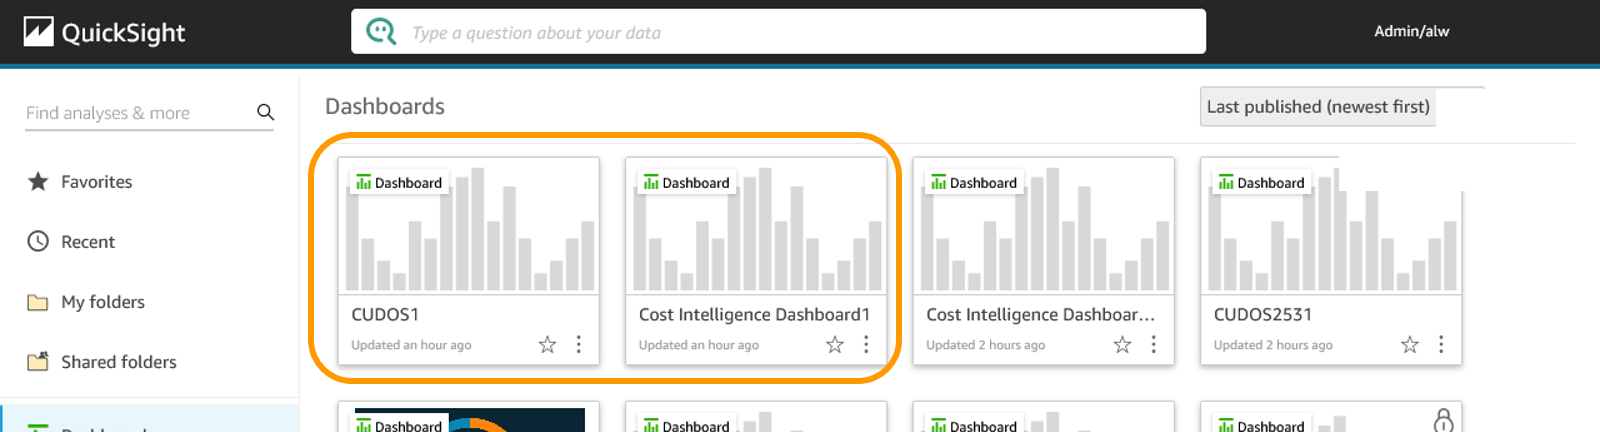 QuickSight
Type a question about your data
Admin/alw
Find analyses & more
Dashboards
Last published (newest first)
Favorites
Recent
My folders
Shared folders
Dashboard
CUDOS1
Updated an hour ago
Dashboard
Cost Intelligence Dashboard1
Updated an hour ago
Dashboard
Cost Intelligence Dashboar...
Updated 2 hours ago
Dashboard
CUDOS2531
Updated 2 hours ago
Dashboard
Dashboard
Dashboard
Dashboard